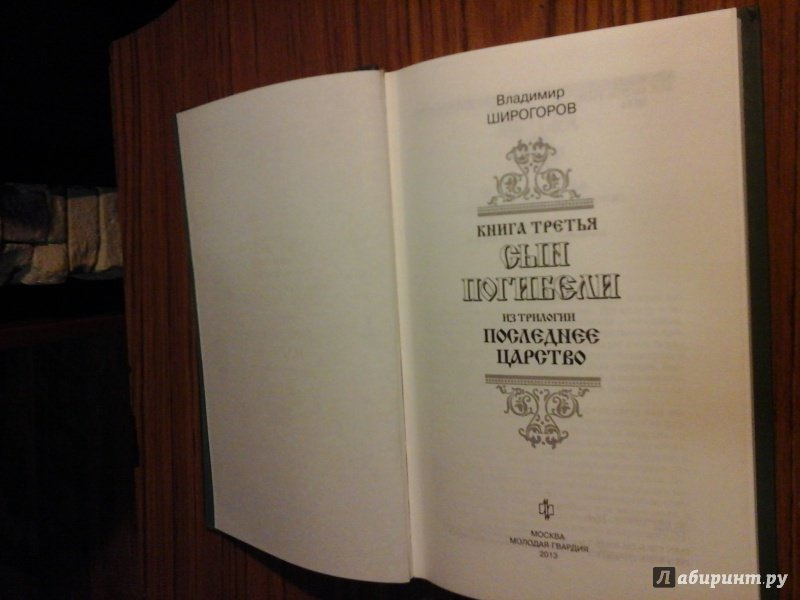 Владимир
ШИРОГОРОВ
КНИГА ТРЕТЬЯ
СЫН
ПОГИБЕЛИ
ИЗ ТРИЛОГИИ
ПОСЛЕДНЕЕ
ЦАРСТВО
МОСКВА
МОЛОДАЯ ГВАРДИЯ
2013
Лабиринт.ру